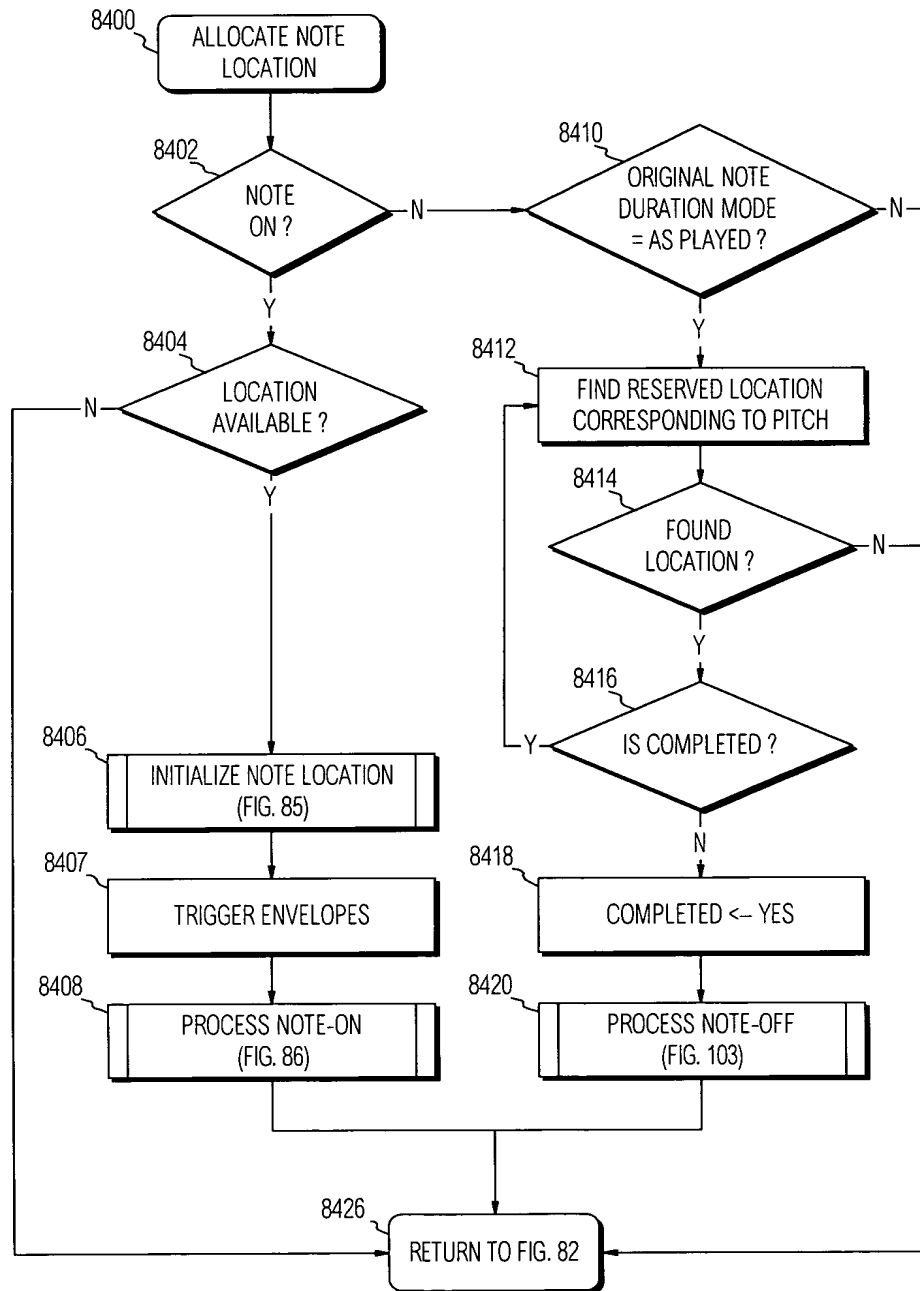 8400
ALLOCATE NOTE
LOCATION
8402
NOTE
ON ?
N
Y
8410
ORIGINAL NOTE
DURATION MODE
= AS PLAYED ?
N
Y
8404
LOCATION
AVAILABLE ?
N
Y
8412
FIND RESERVED LOCATION
CORRESPONDING TO PITCH
8414
FOUND
LOCATION ?
N
Y
8416
IS COMPLETED ?
Y
N
8406
INITIALIZE NOTE LOCATION
(FIG. 85)
8407
TRIGGER ENVELOPES
8408
PROCESS NOTE-ON
(FIG. 86)
8418
COMPLETED <– YES
8420
PROCESS NOTE-OFF
(FIG. 103)
8426
RETURN TO FIG. 82